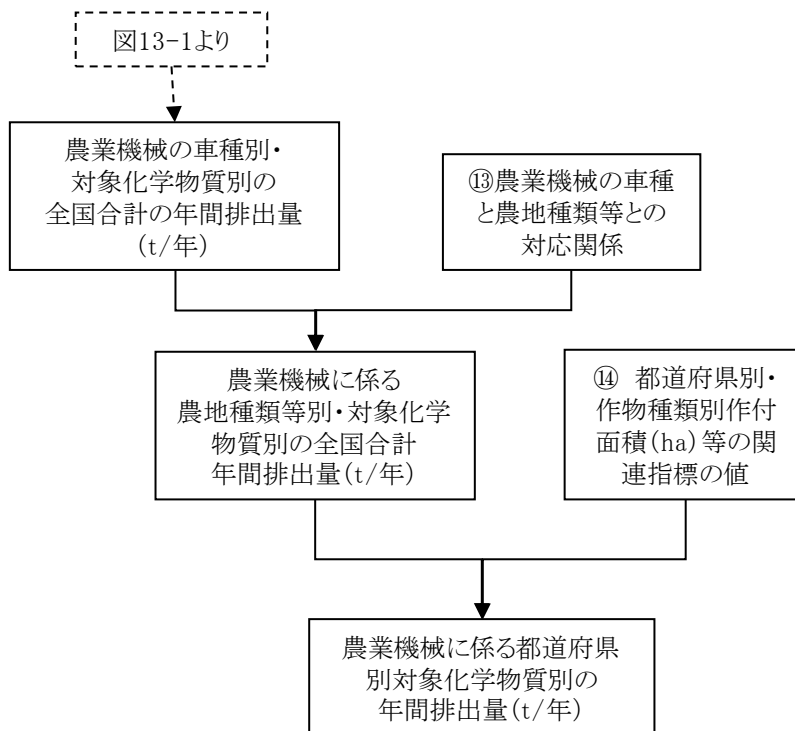 図13-1より
農業機械の車種別・
対象化学物質別の
全国合計の年間排出量
(t/年)
⑬農業機械の車種
と農地種類等との
対応関係
農業機械に係る
農地種類等別・対象化学
物質別の全国合計
年間排出量(t/年)
⑭ 都道府県別・
作物種類別作付
面積(ha)等の関
連指標の値
農業機械に係る都道府県
別対象化学物質別の
年間排出量(t/年)